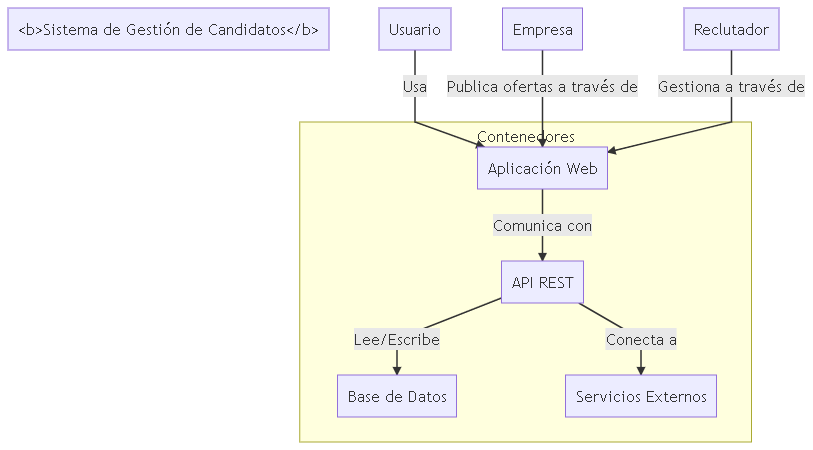 <b>Sistema de Gestión de Candidatos</b>
Usuario
Empresa
Reclutador
Usa
Publica ofertas a través de
Gestiona a través de
Contenedores
Aplicación Web
Comunica con
API REST
Lee/Escribe
Conecta a
Base de Datos
Servicios Externos